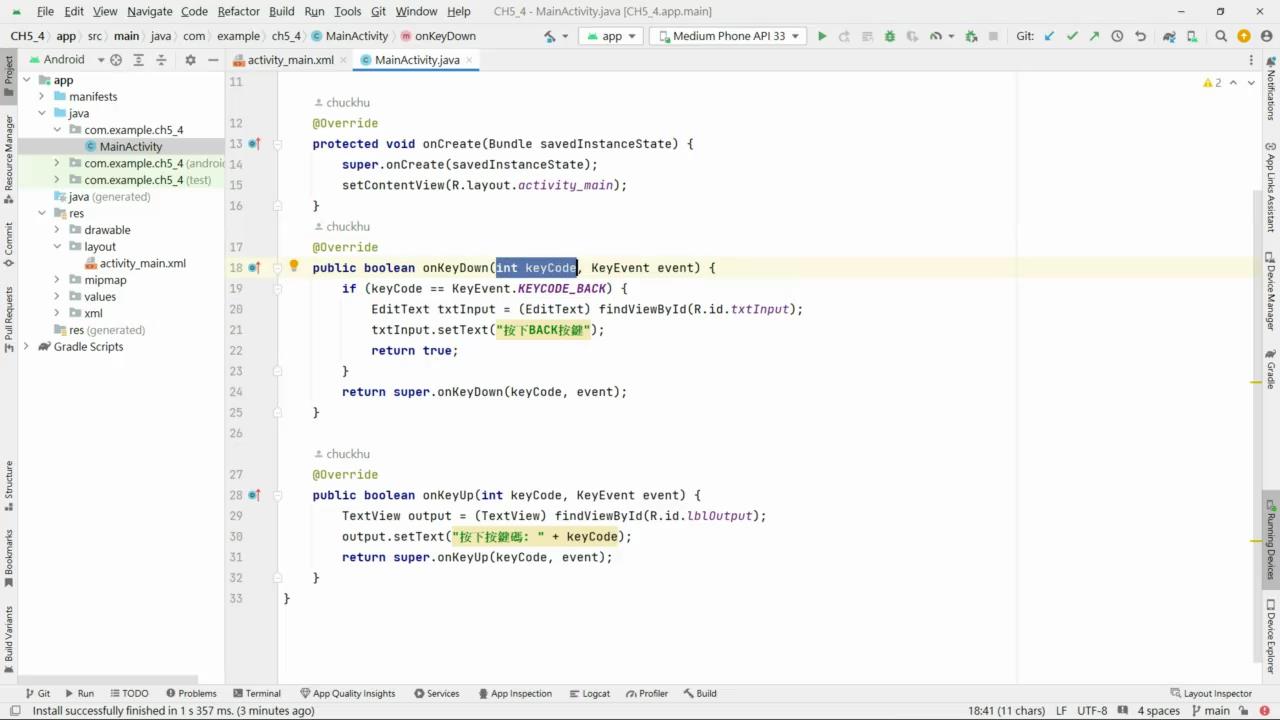 File Edit View Navigate Code Refactor Build Run Tools Git Window Help CH5_4 - MainActivity.java [CH5_4.app.main]
CH5_4 app src main java com example ch5_4 MainActivity onKeyDown app Medium Phone API 33 Git:
Android
activity_main.xml MainActivity.java
Project
Resource Manager
Commit
Pull Requests
Structure
Bookmarks
Build Variants
app
manifests
java
com.example.ch5_4
MainActivity
com.example.ch5_4 (androi
com.example.ch5_4 (test)
java (generated)
res
drawable
layout
activity_main.xml
mipmap
values
xml
res (generated)
Gradle Scripts
2
11
chuckhu
12 @Override
13 protected void onCreate(Bundle savedInstanceState) {
14 super.onCreate(savedInstanceState);
15 setContentView(R.layout.activity_main);
16 }
chuckhu
17 @Override
18 public boolean onKeyDown(int keyCode, KeyEvent event) {
19 if (keyCode == KeyEvent.KEYCODE_BACK) {
20 EditText txtInput = (EditText) findViewById(R.id.txtInput);
21 txtInput.setText("按下BACK按鍵");
22 return true;
23 }
24 return super.onKeyDown(keyCode, event);
25 }
26
chuckhu
27 @Override
28 public boolean onKeyUp(int keyCode, KeyEvent event) {
29 TextView output = (TextView) findViewById(R.id.lblOutput);
30 output.setText("按下按鍵碼: " + keyCode);
31 return super.onKeyUp(keyCode, event);
32 }
33 }
Notifications
App Links Assistant
Device Manager
Gradle
Running Devices
Device Explorer
Git Run TODO Problems Terminal App Quality Insights Services App Inspection Logcat Profiler Build Layout Inspector
Install successfully finished in 1 s 357 ms. (3 minutes ago) 18:41 (11 chars) LF UTF-8 4 spaces main